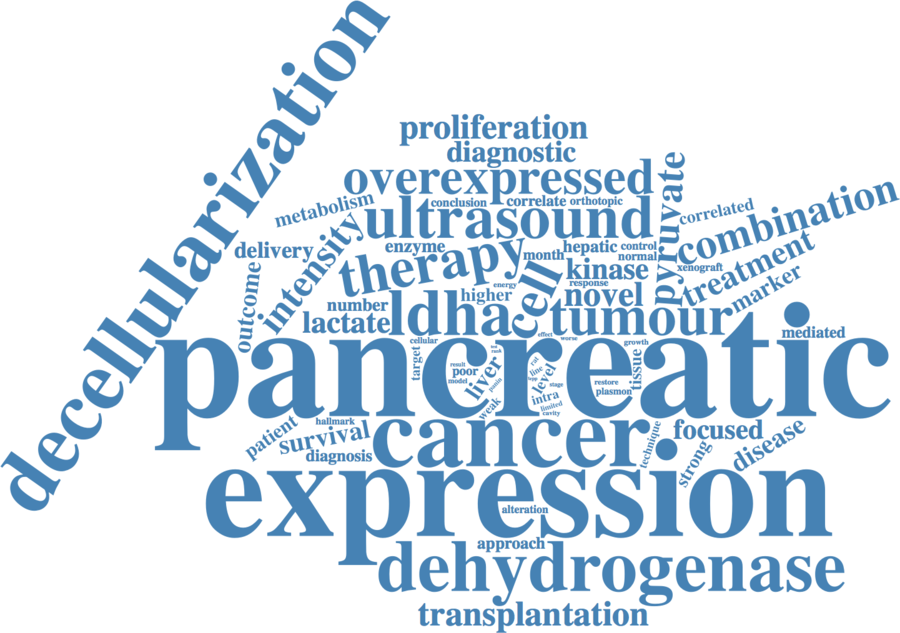 decellularization
proliferation
diagnostic
overexpressed
metabolism
conclusion
correlate
orthotopic
ultrasound
pyruvate
correlated
combination
delivery
intensity
enzyme
therapy
month
hepatic
control
normal
xenograft
treatment
marker
outcome
energy
cell
kinase
response
novel
number
higher
lactate
ldha
tumour
mediated
pancreatic
cellular
effect
worse
growth
target
result
poor
model
liver
rank
panin
rat
line
level
stage
tissue
restore
plasmon
weak
intra
limited
cavity
patient
hallmark
survival
diagnosis
cancer
technique
focused
strong
disease
expression
alteration
approach
dehydrogenase
transplantation